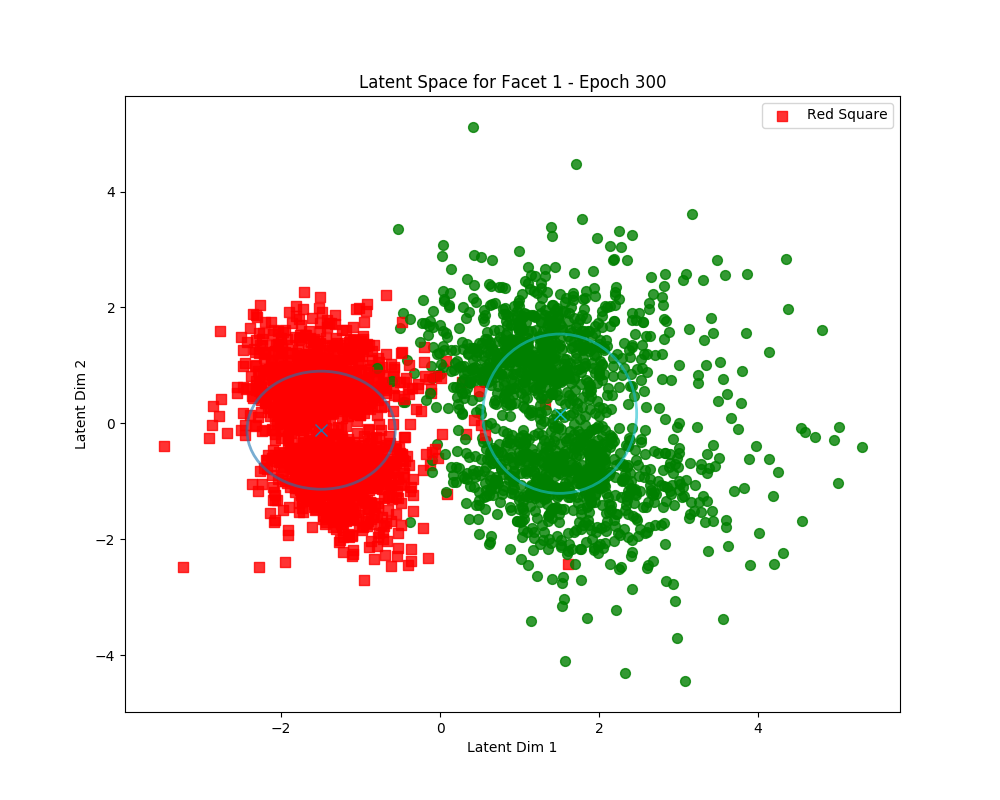 Latent Space for Facet 1 - Epoch 300
Red Square
4
2
0
−2
−4
Latent Dim 2
−2
0
2
4
Latent Dim 1